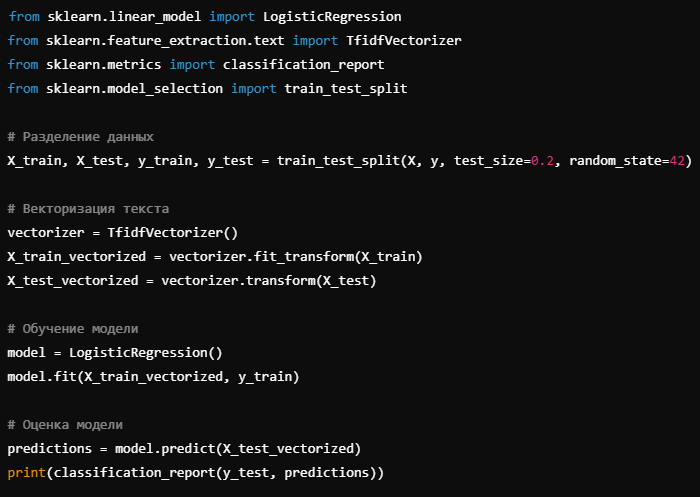 from sklearn.linear_model import LogisticRegression
from sklearn.feature_extraction.text import TfidfVectorizer
from sklearn.metrics import classification_report
from sklearn.model_selection import train_test_split
# Разделение данных
X_train, X_test, y_train, y_test = train_test_split(X, y, test_size=0.2, random_state=42)
# Векторизация текста
vectorizer = TfidfVectorizer()
X_train_vectorized = vectorizer.fit_transform(X_train)
X_test_vectorized = vectorizer.transform(X_test)
# Обучение модели
model = LogisticRegression()
model.fit(X_train_vectorized, y_train)
# Оценка модели
predictions = model.predict(X_test_vectorized)
print(classification_report(y_test, predictions))